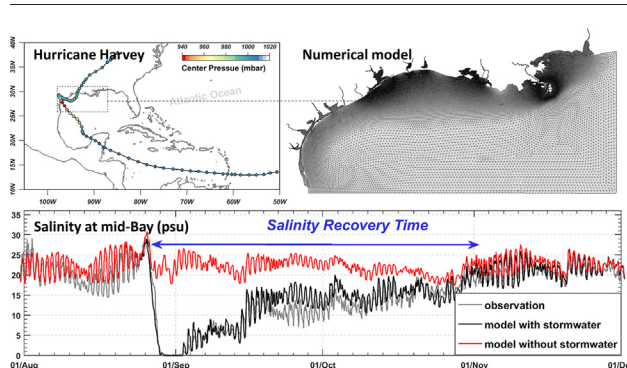 Hurricane Harvey
940 960 980 1000 1020
Center Pressue (mbar)
Atlantic Ocean
40N
35N
30N
25N
20N
15N
10N
100W 90W 80W 70W 60W 50W
Numerical model
Salinity at mid-Bay (psu)
Salinity Recovery Time
35
30
25
20
15
10
5
0
observation
model with stormwater
model without stormwater
01/Aug 01/Sep 01/Oct 01/Nov 01/De